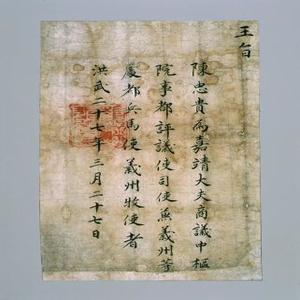 王旨
陳忠貴爲嘉靖大夫商議中樞
院事都評議使司使兼義州等
處都兵馬使義州牧使者
洪武二十七年三月二十七日